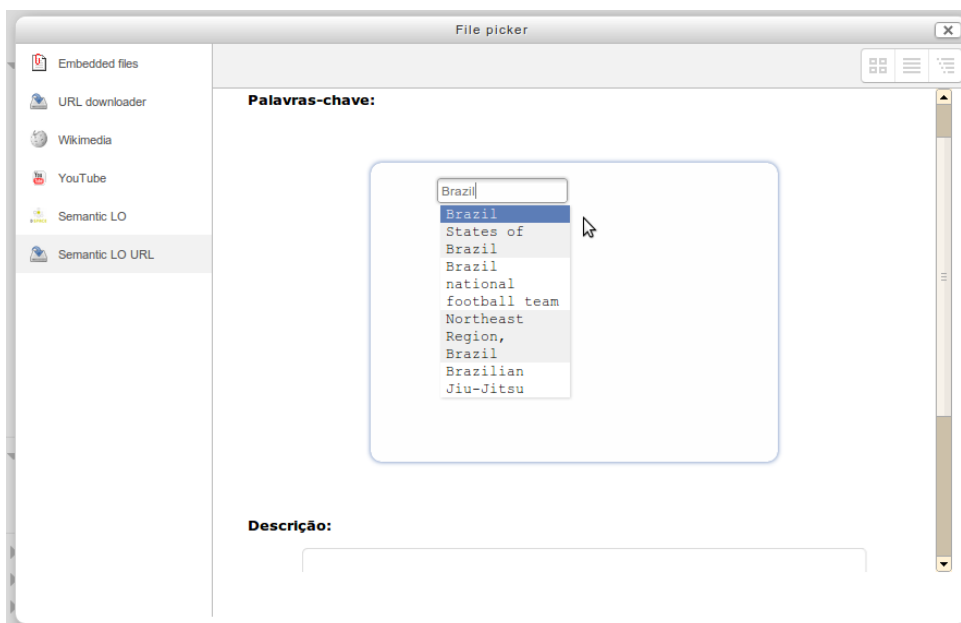 File picker
Embedded files
URL downloader
Wikimedia
YouTube
Semantic LO
Semantic LO URL
Palavras-chave:
Brazil
Brazil
States of
Brazil
Brazil
national
football team
Northeast
Region,
Brazil
Brazilian
Jiu-Jitsu
Descrição: